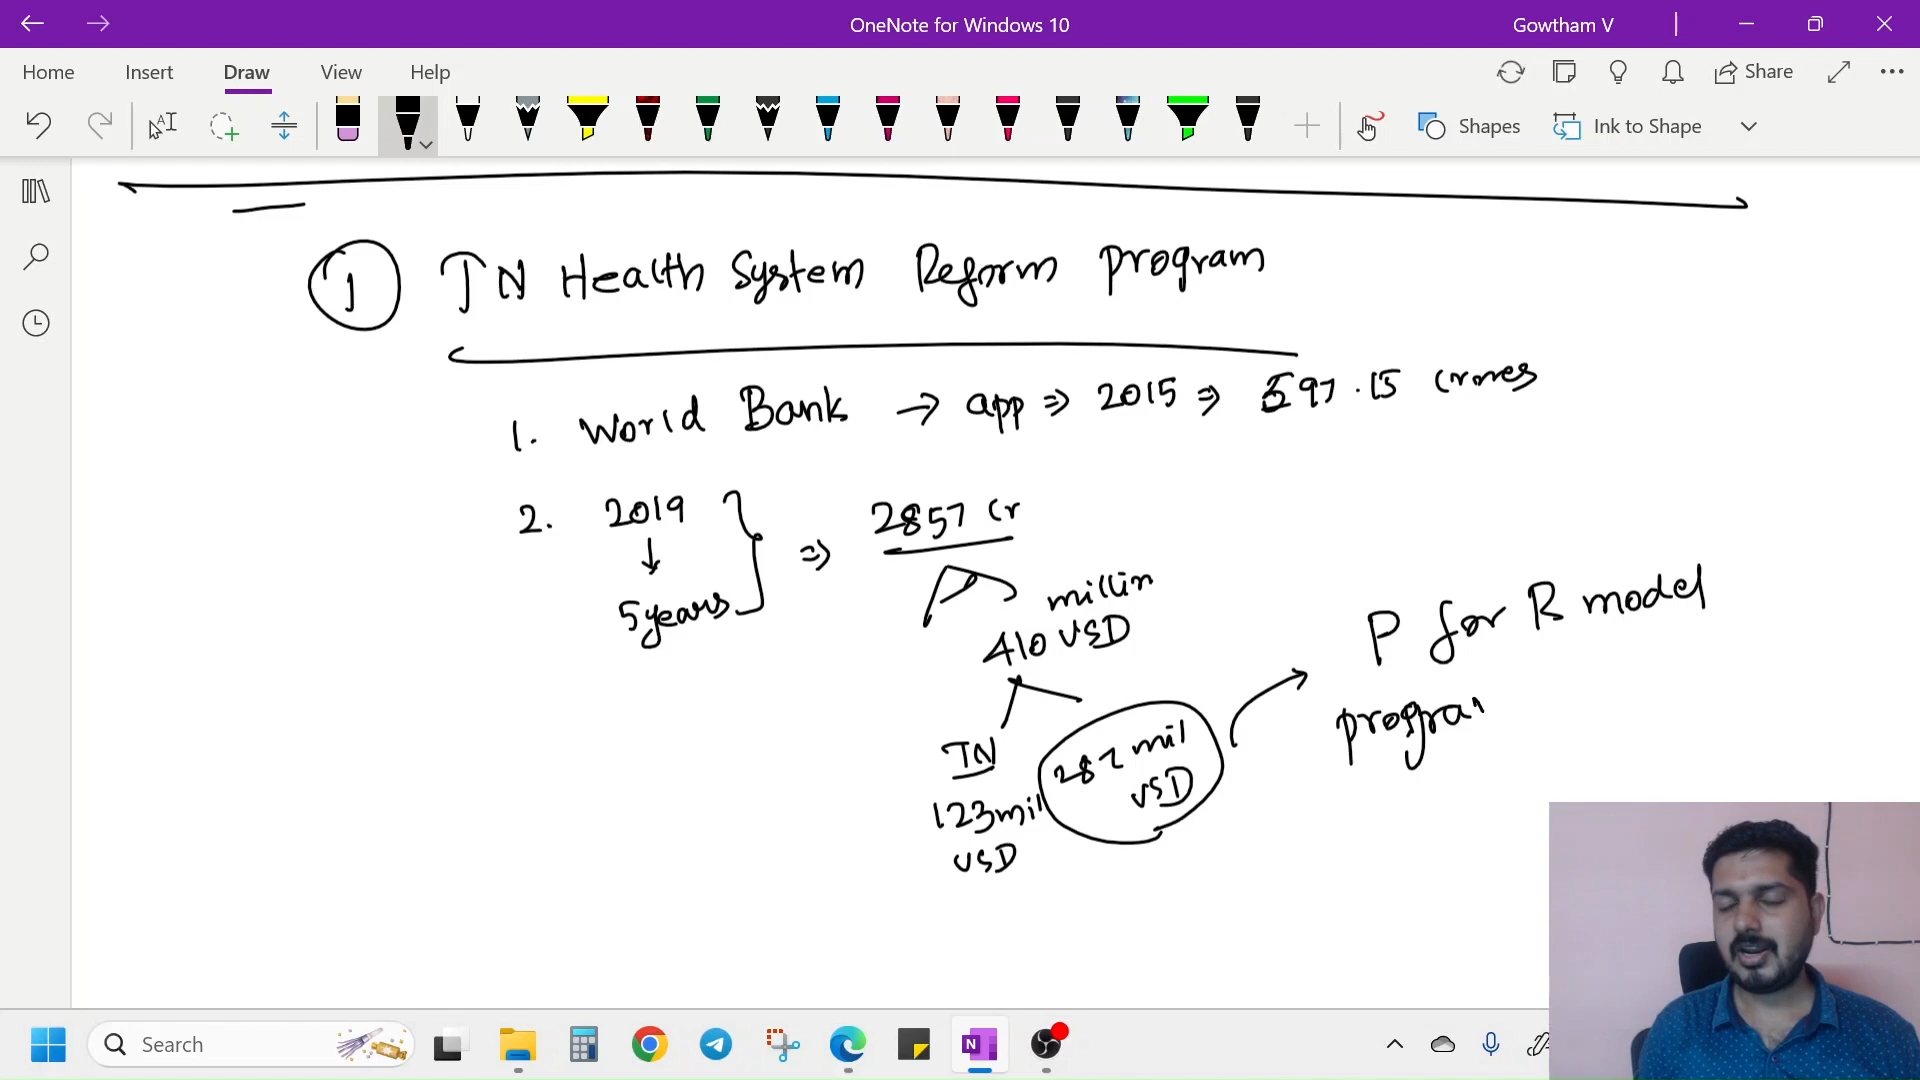 OneNote for Windows 10
Gowtham V
Home Insert Draw View Help
Share
Shapes
Ink to Shape
1 TN Health System Reform Program
1. World Bank → app ⇒ 2015 ⇒ 597.15 crores
2. 2019 ⇒ 2857 Cr
↓
5 years
millin
410 USD
P for R model
TN
287 mil
USD
progra
123 mil
USD
Search